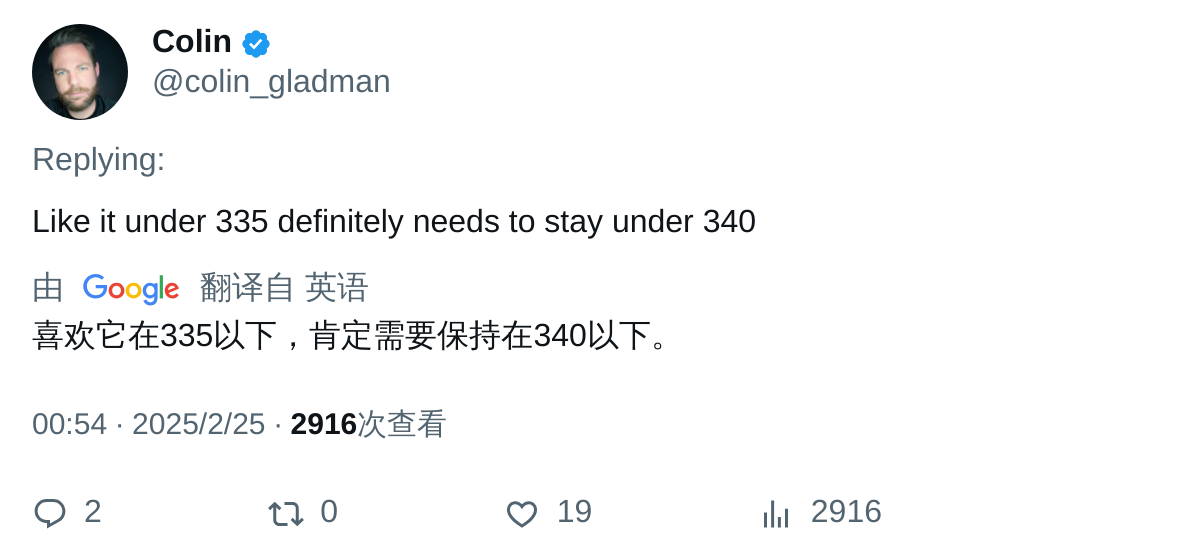 Colin
@colin_gladman
Replying:
Like it under 335 definitely needs to stay under 340
由 Google 翻译自 英语
喜欢它在335以下，肯定需要保持在340以下。
00:54 · 2025/2/25 · 2916次查看
2 0 19 2916